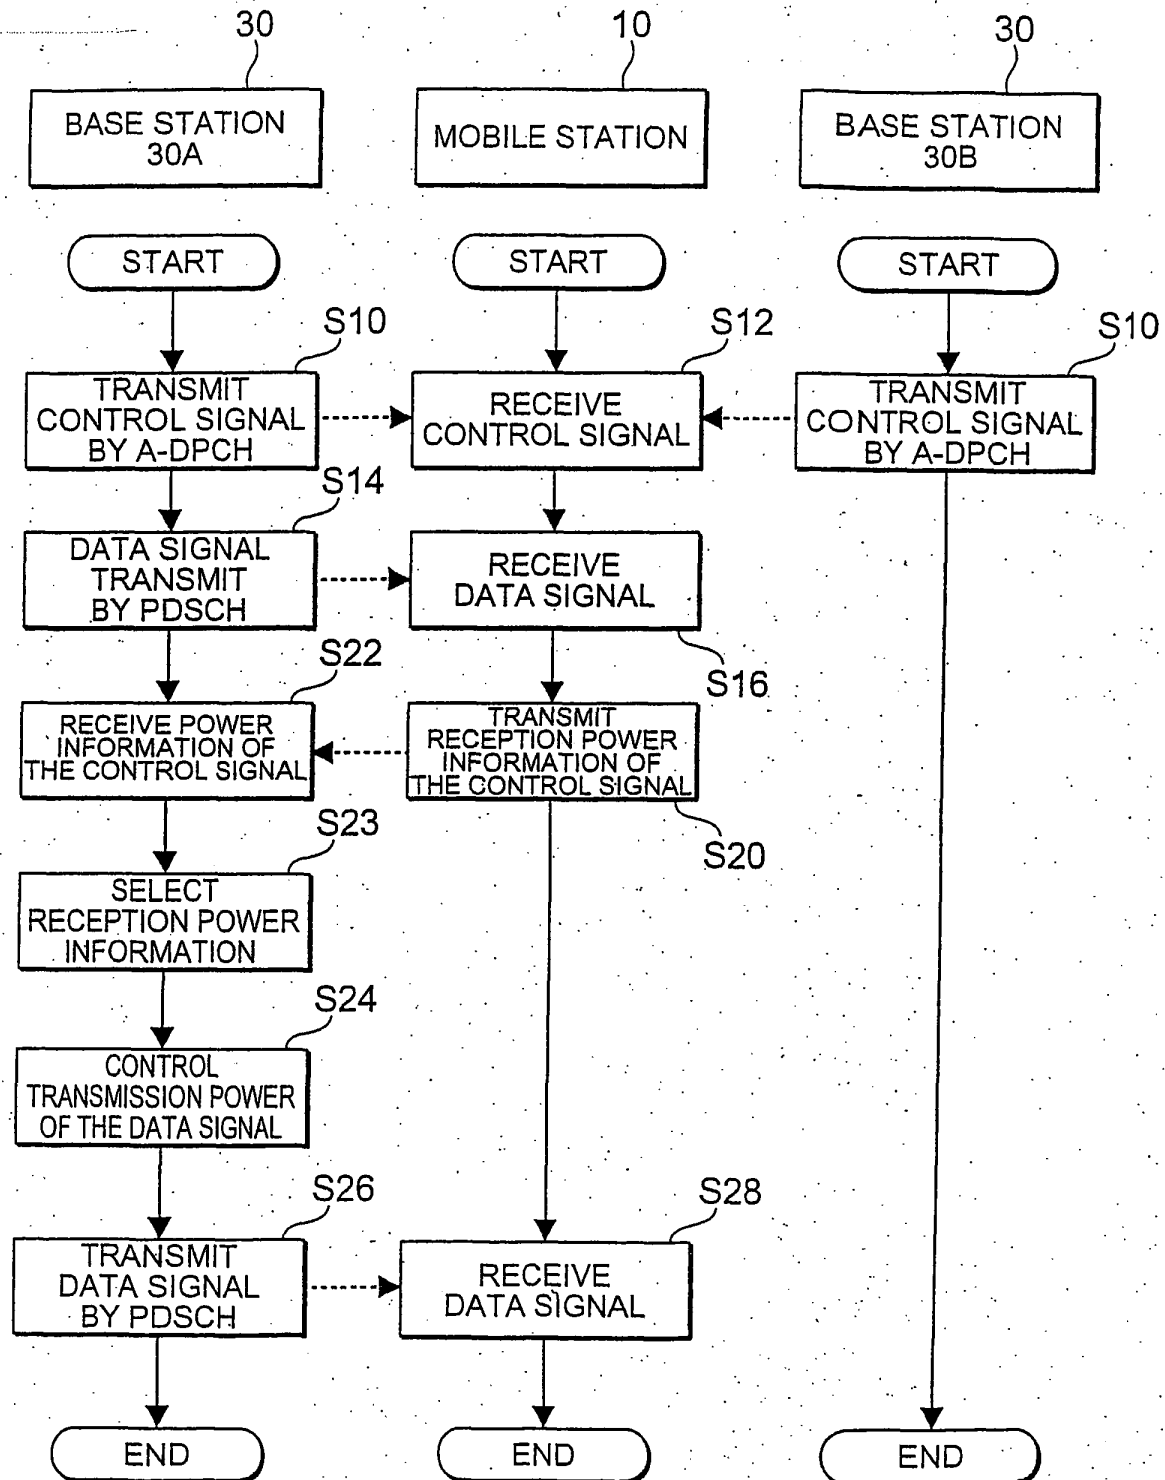 30
10
30
BASE STATION
30A
MOBILE STATION
BASE STATION
30B
START
START
START
S10
S12
S10
TRANSMIT
CONTROL SIGNAL
BY A-DPCH
RECEIVE
CONTROL SIGNAL
TRANSMIT
CONTROL SIGNAL
BY A-DPCH
S14
DATA SIGNAL
TRANSMIT
BY PDSCH
RECEIVE
DATA SIGNAL
S22
S16
RECEIVE POWER
INFORMATION OF
THE CONTROL SIGNAL
TRANSMIT
RECEPTION POWER
INFORMATION OF
THE CONTROL SIGNAL
S23
S20
SELECT
RECEPTION POWER
INFORMATION
S24
CONTROL
TRANSMISSION POWER
OF THE DATA SIGNAL
S26
S28
TRANSMIT
DATA SIGNAL
BY PDSCH
RECEIVE
DATA SIGNAL
END
END
END